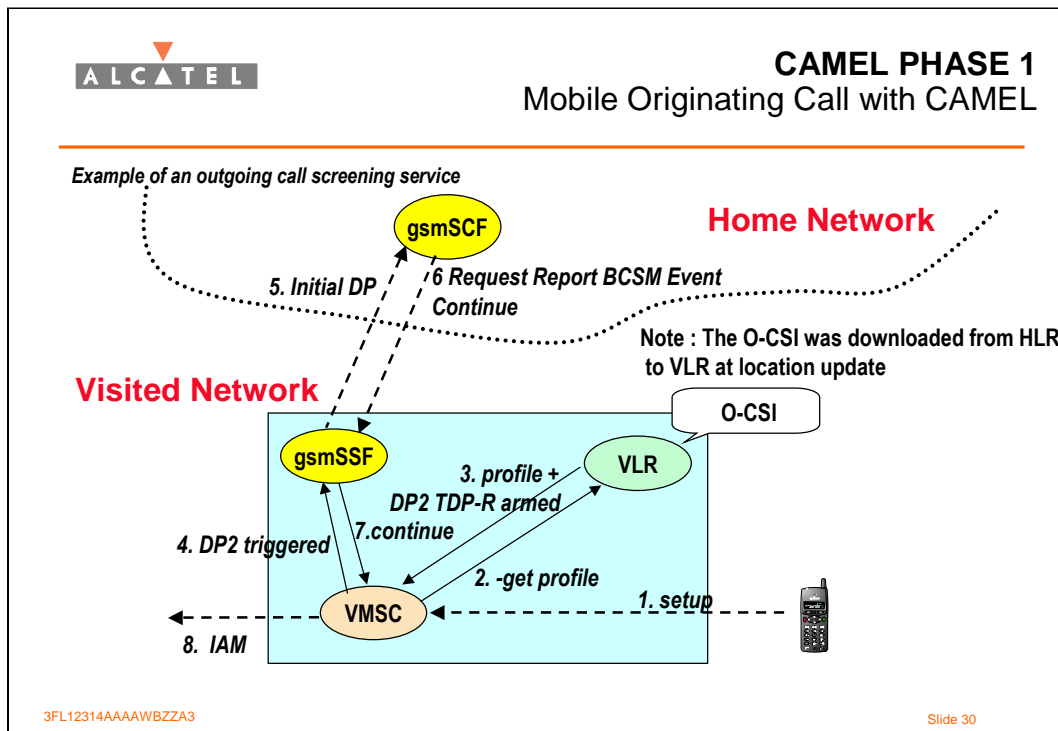 ALCATEL
CAMEL PHASE 1
Mobile Originating Call with CAMEL
Example of an outgoing call screening service
gsmSCF
Home Network
5. Initial DP
6 Request Report BCSM Event
Continue
Note : The O-CSI was downloaded from HLR
to VLR at location update
Visited Network
O-CSI
gsmSSF
VLR
3. profile +
DP2 TDP-R armed
7.continue
4. DP2 triggered
2. -get profile
1. setup
VMSC
8. IAM
3FL12314AAAAWBZZA3
Slide 30